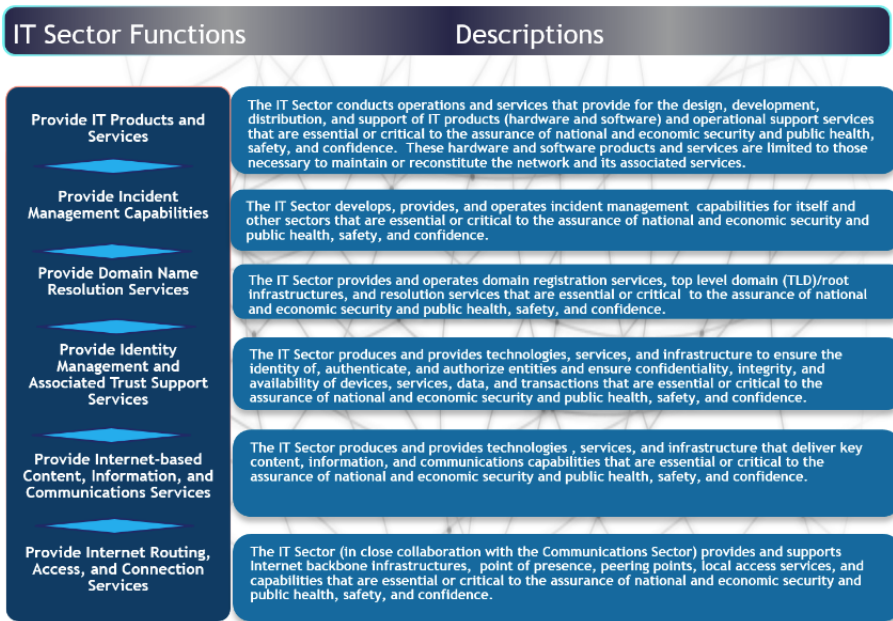 IT Sector Functions Descriptions
Provide IT Products and
Services
The IT Sector conducts operations and services that provide for the design, development,
distribution, and support of IT products (hardware and software) and operational support services
that are essential or critical to the assurance of national and economic security and public health,
safety, and confidence. These hardware and software products and services are limited to those
necessary to maintain or reconstitute the network and its associated services.
Provide Incident
Management Capabilities
The IT Sector develops, provides, and operates incident management capabilities for itself and
other sectors that are essential or critical to the assurance of national and economic security and
public health, safety, and confidence.
Provide Domain Name
Resolution Services
The IT Sector provides and operates domain registration services, top level domain (TLD)/root
infrastructures, and resolution services that are essential or critical to the assurance of national
and economic security and public health, safety, and confidence.
Provide Identity
Management and
Associated Trust Support
Services
The IT Sector produces and provides technologies, services, and infrastructure to ensure the
identity of, authenticate, and authorize entities and ensure confidentiality, integrity, and
availability of devices, services, data, and transactions that are essential or critical to the
assurance of national and economic security and public health, safety, and confidence.
Provide Internet-based
Content, Information, and
Communications Services
The IT Sector produces and provides technologies , services, and infrastructure that deliver key
content, information, and communications capabilities that are essential or critical to the
assurance of national and economic security and public health, safety, and confidence.
Provide Internet Routing,
Access, and Connection
Services
The IT Sector (in close collaboration with the Communications Sector) provides and supports
Internet backbone infrastructures, point of presence, peering points, local access services, and
capabilities that are essential or critical to the assurance of national and economic security and
public health, safety, and confidence.